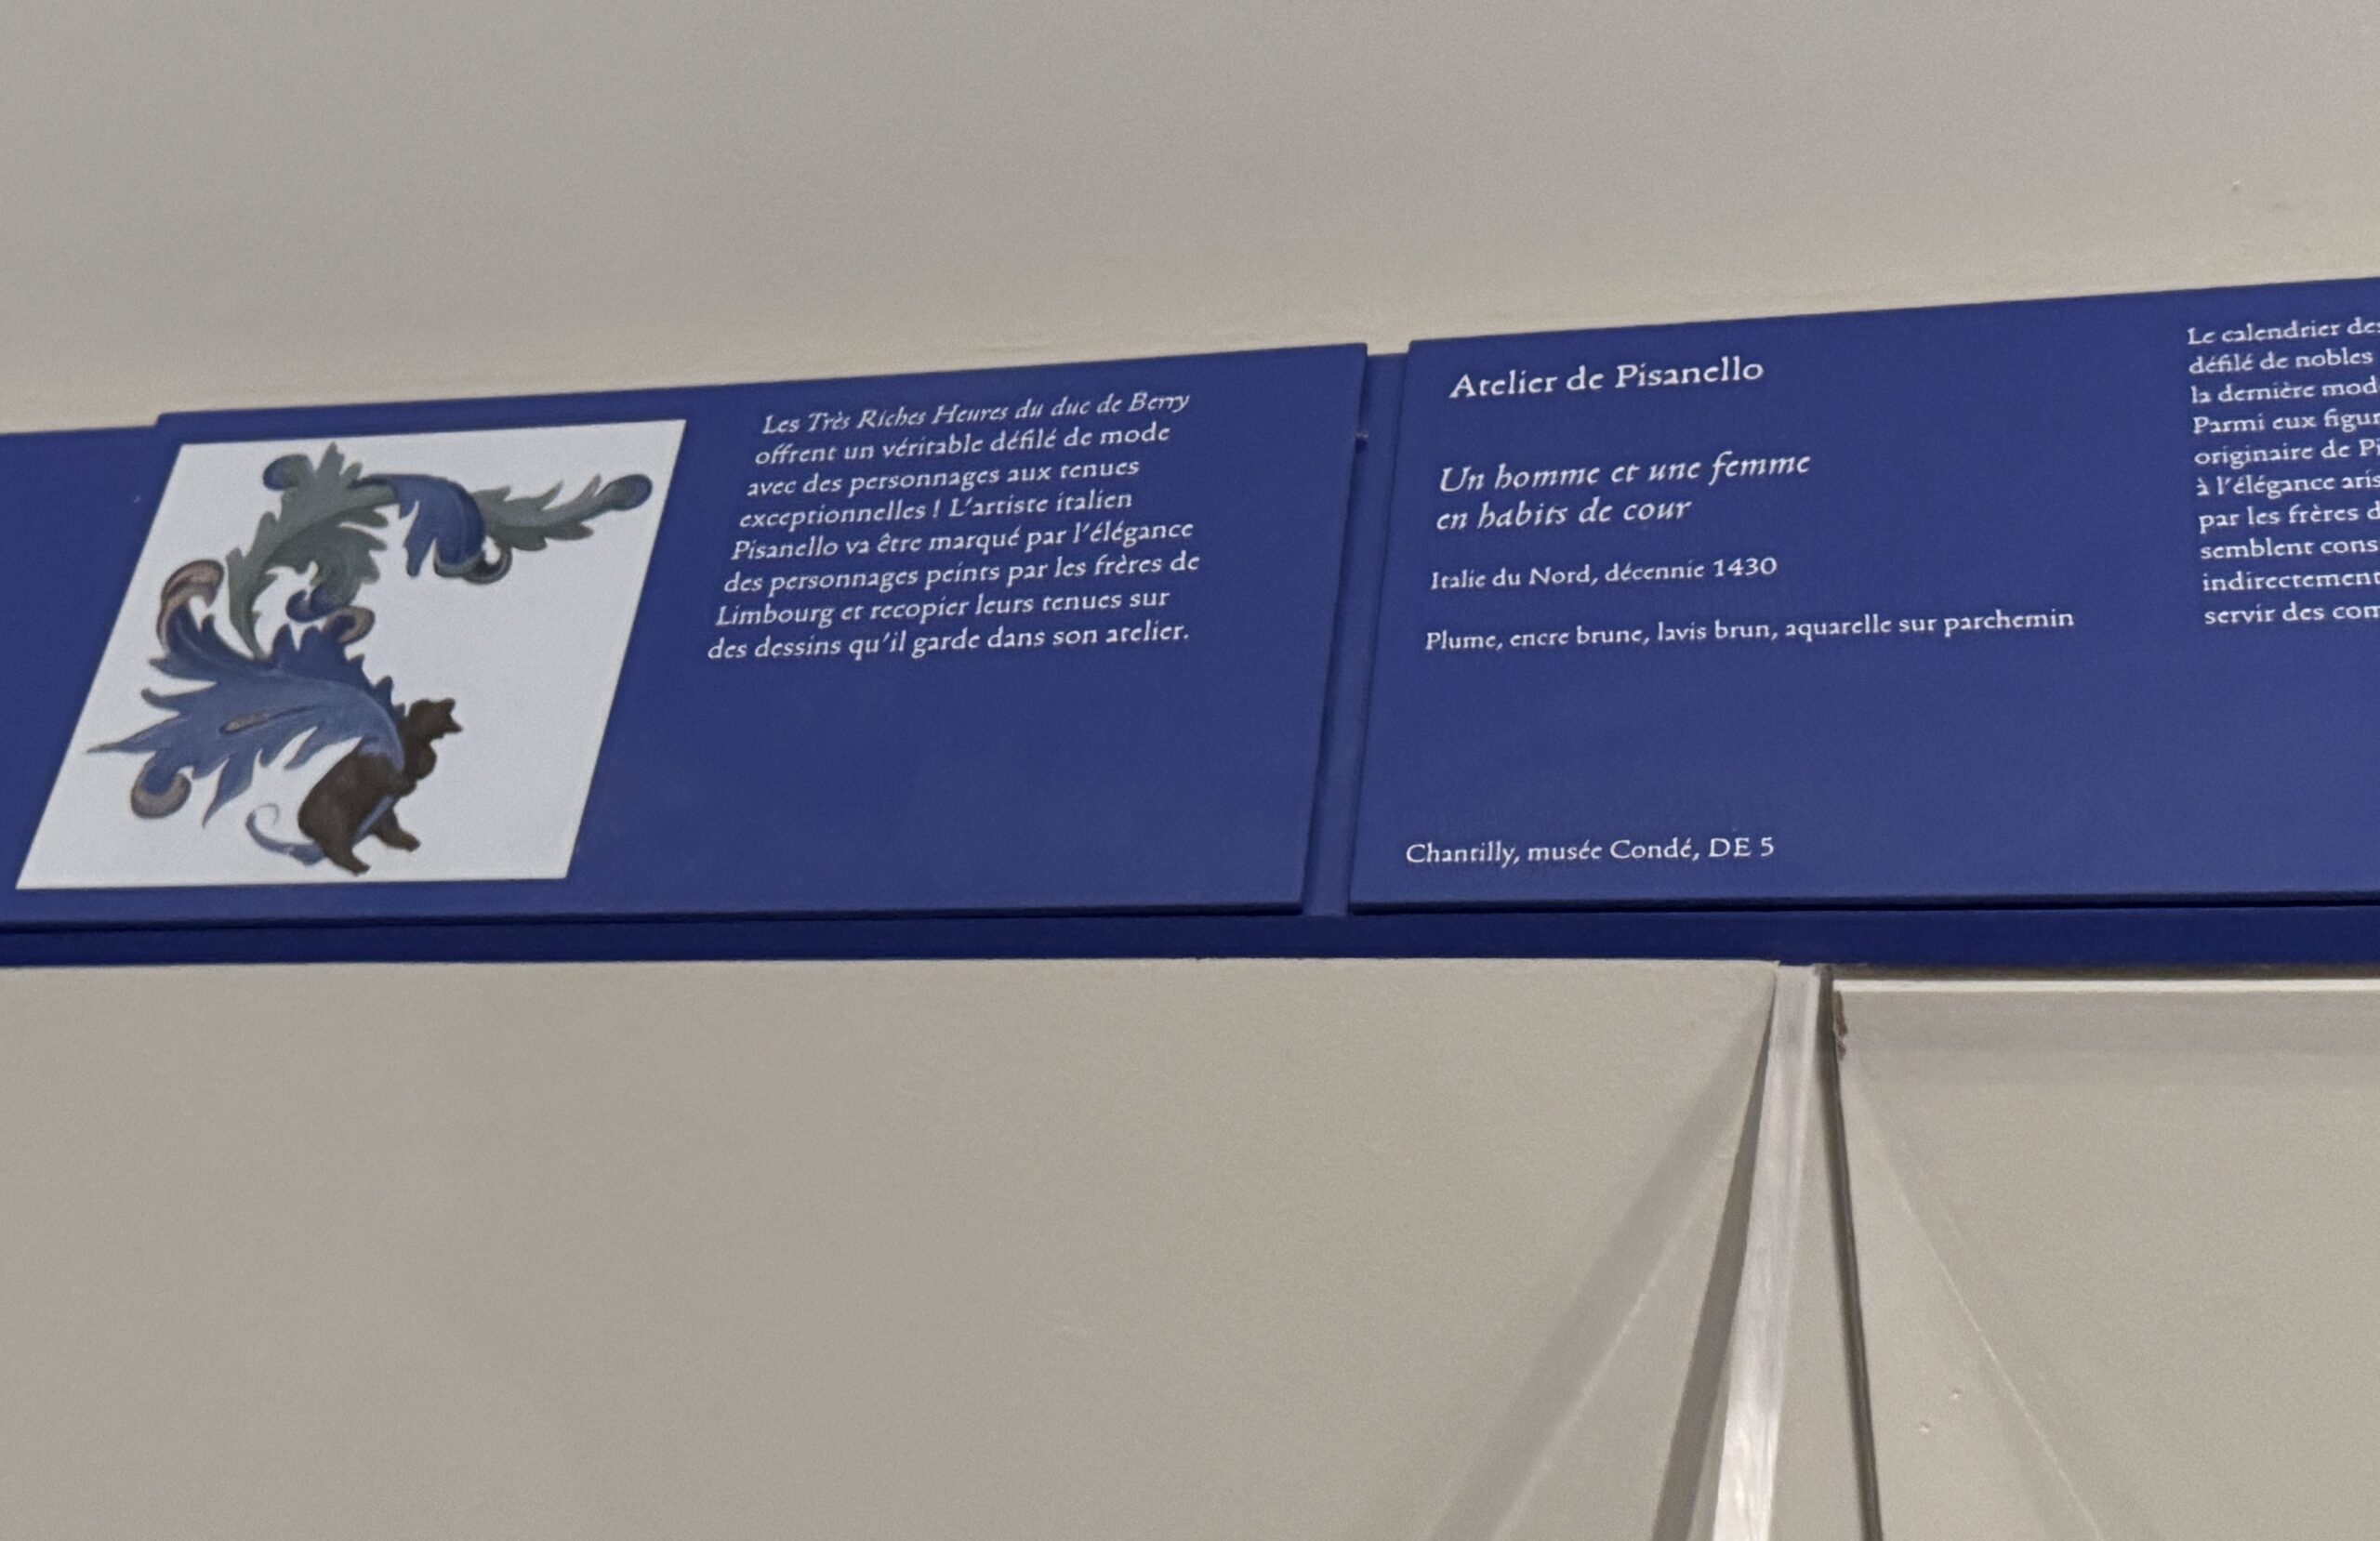 Les Très Riches Heures du duc de Berry
offrent un véritable défilé de mode
avec des personnages aux tenues
exceptionnelles ! L'artiste italien
Pisanello va être marqué par l'élégance
des personnages peints par les frères de
Limbourg et recopier leurs tenues sur
des dessins qu'il garde dans son atelier.
Atelier de Pisanello
Un homme et une femme
en habits de cour
Italie du Nord, décennie 1430
Plume, encre brune, lavis brun, aquarelle sur parchemin
Chantilly, musée Condé, DE 5
Le calendrier
défilé de nobles
la dernière
Parmi eux
originaire de
à l'élégance
par les frères
semblent
indirectement
servir des